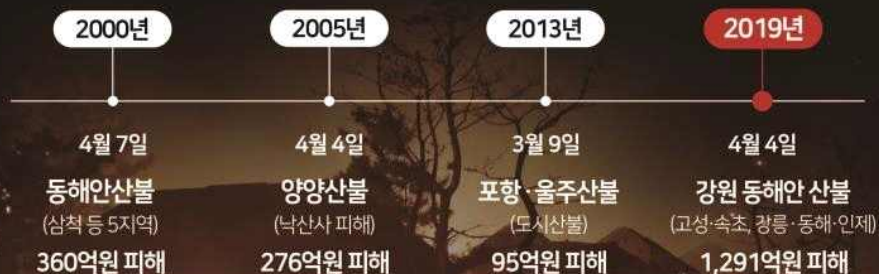 2000년
4월 7일
동해안산불
(삼척 등 5지역)
360억원 피해
2005년
4월 4일
양양산불
(낙산사 피해)
276억원 피해
2013년
3월 9일
포항·울주산불
(도시산불)
95억원 피해
2019년
4월 4일
강원 동해안 산불
(고성·속초, 강릉·동해·인제)
1,291억원 피해